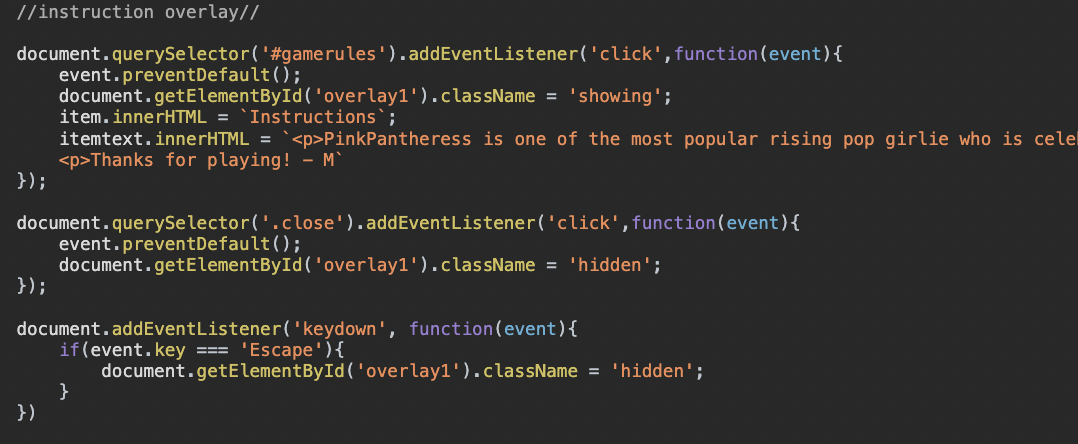 //instruction overlay//
document.querySelector('#gamerules').addEventListener('click',function(event){
event.preventDefault();
document.getElementById('overlay1').className = 'showing';
item.innerHTML = `Instructions`;
itemtext.innerHTML = `<p>PinkPantheress is one of the most popular rising pop girlie who is
<p>Thanks for playing! – M`
});
document.querySelector('.close').addEventListener('click',function(event){
event.preventDefault();
document.getElementById('overlay1').className = 'hidden';
});
document.addEventListener('keydown', function(event){
if(event.key === 'Escape'){
document.getElementById('overlay1').className = 'hidden';
}
})